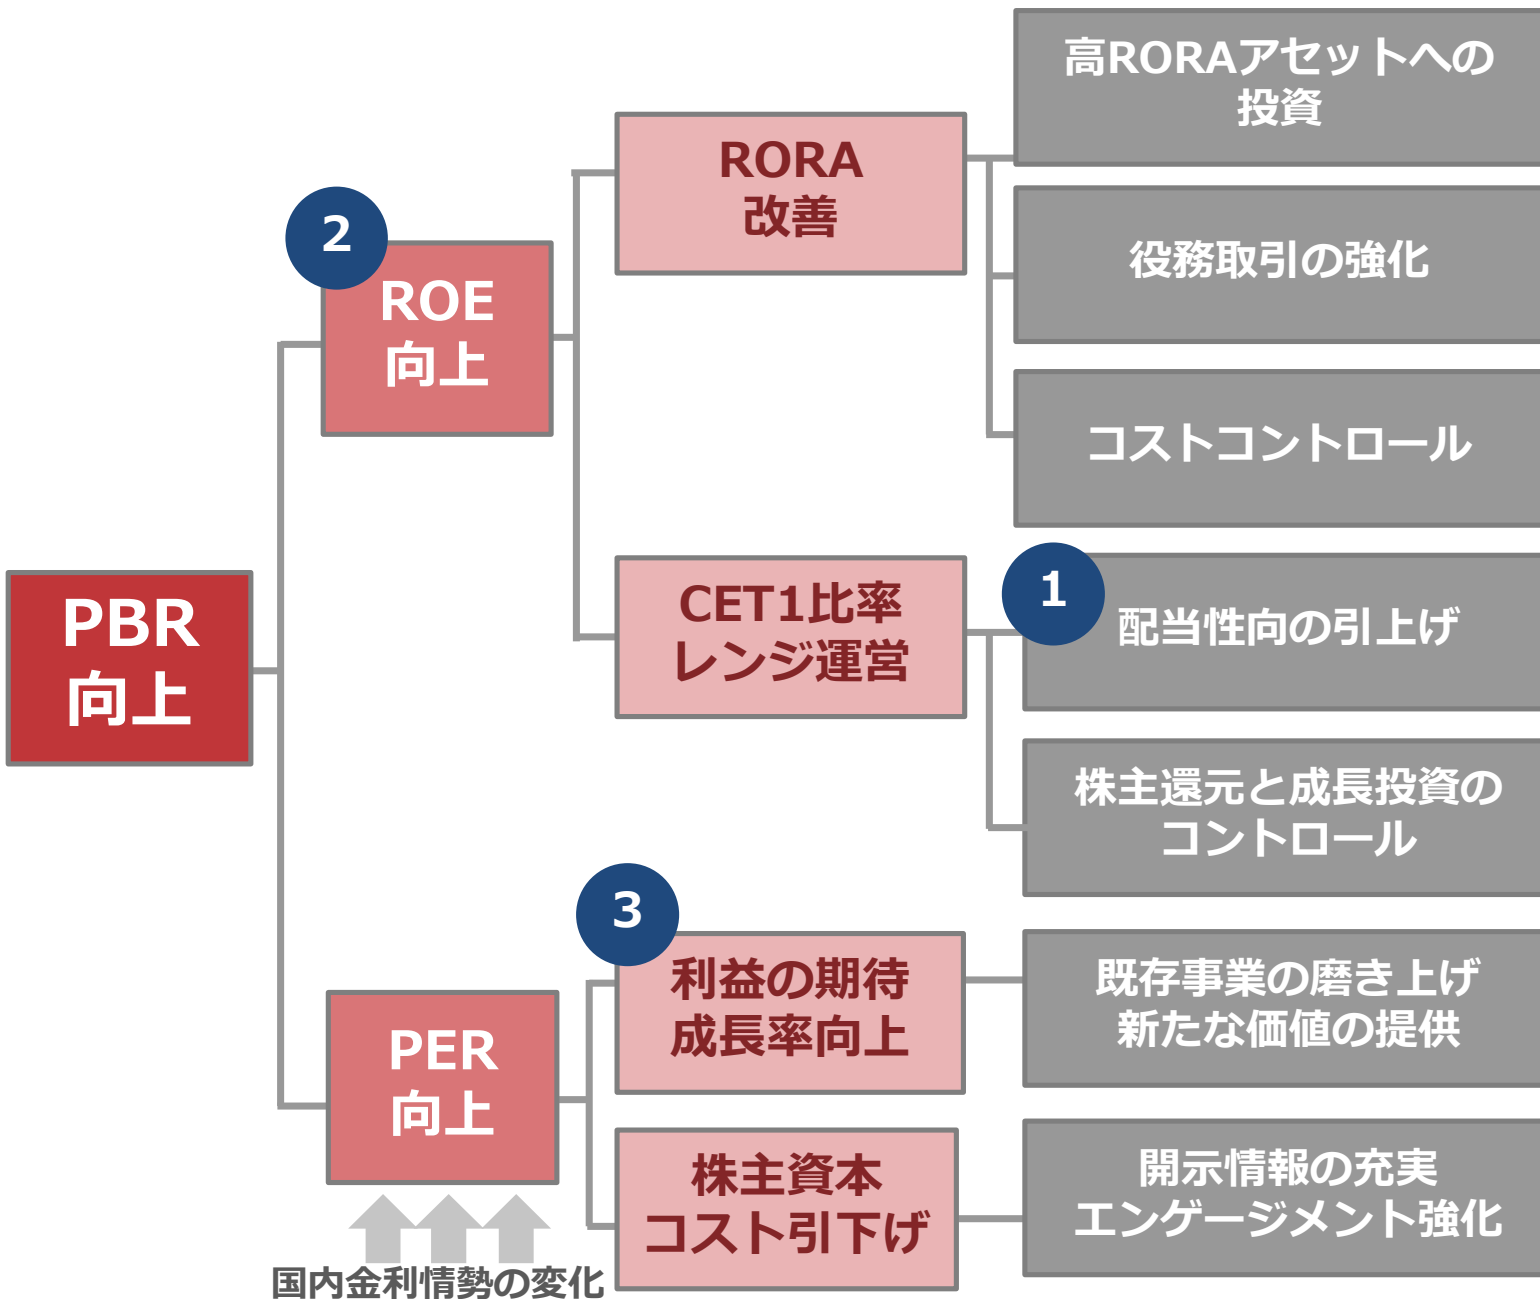 PBR
向上
2
ROE
向上
RORA
改善
高RORAアセットへの
投資
役務取引の強化
コストコントロール
CET1比率
レンジ運営
1
配当性向の引上げ
株主還元と成長投資の
コントロール
PER
向上
国内金利情勢の変化
3
利益の期待
成長率向上
既存事業の磨き上げ
新たな価値の提供
株主資本
コスト引下げ
開示情報の充実
エンゲージメント強化